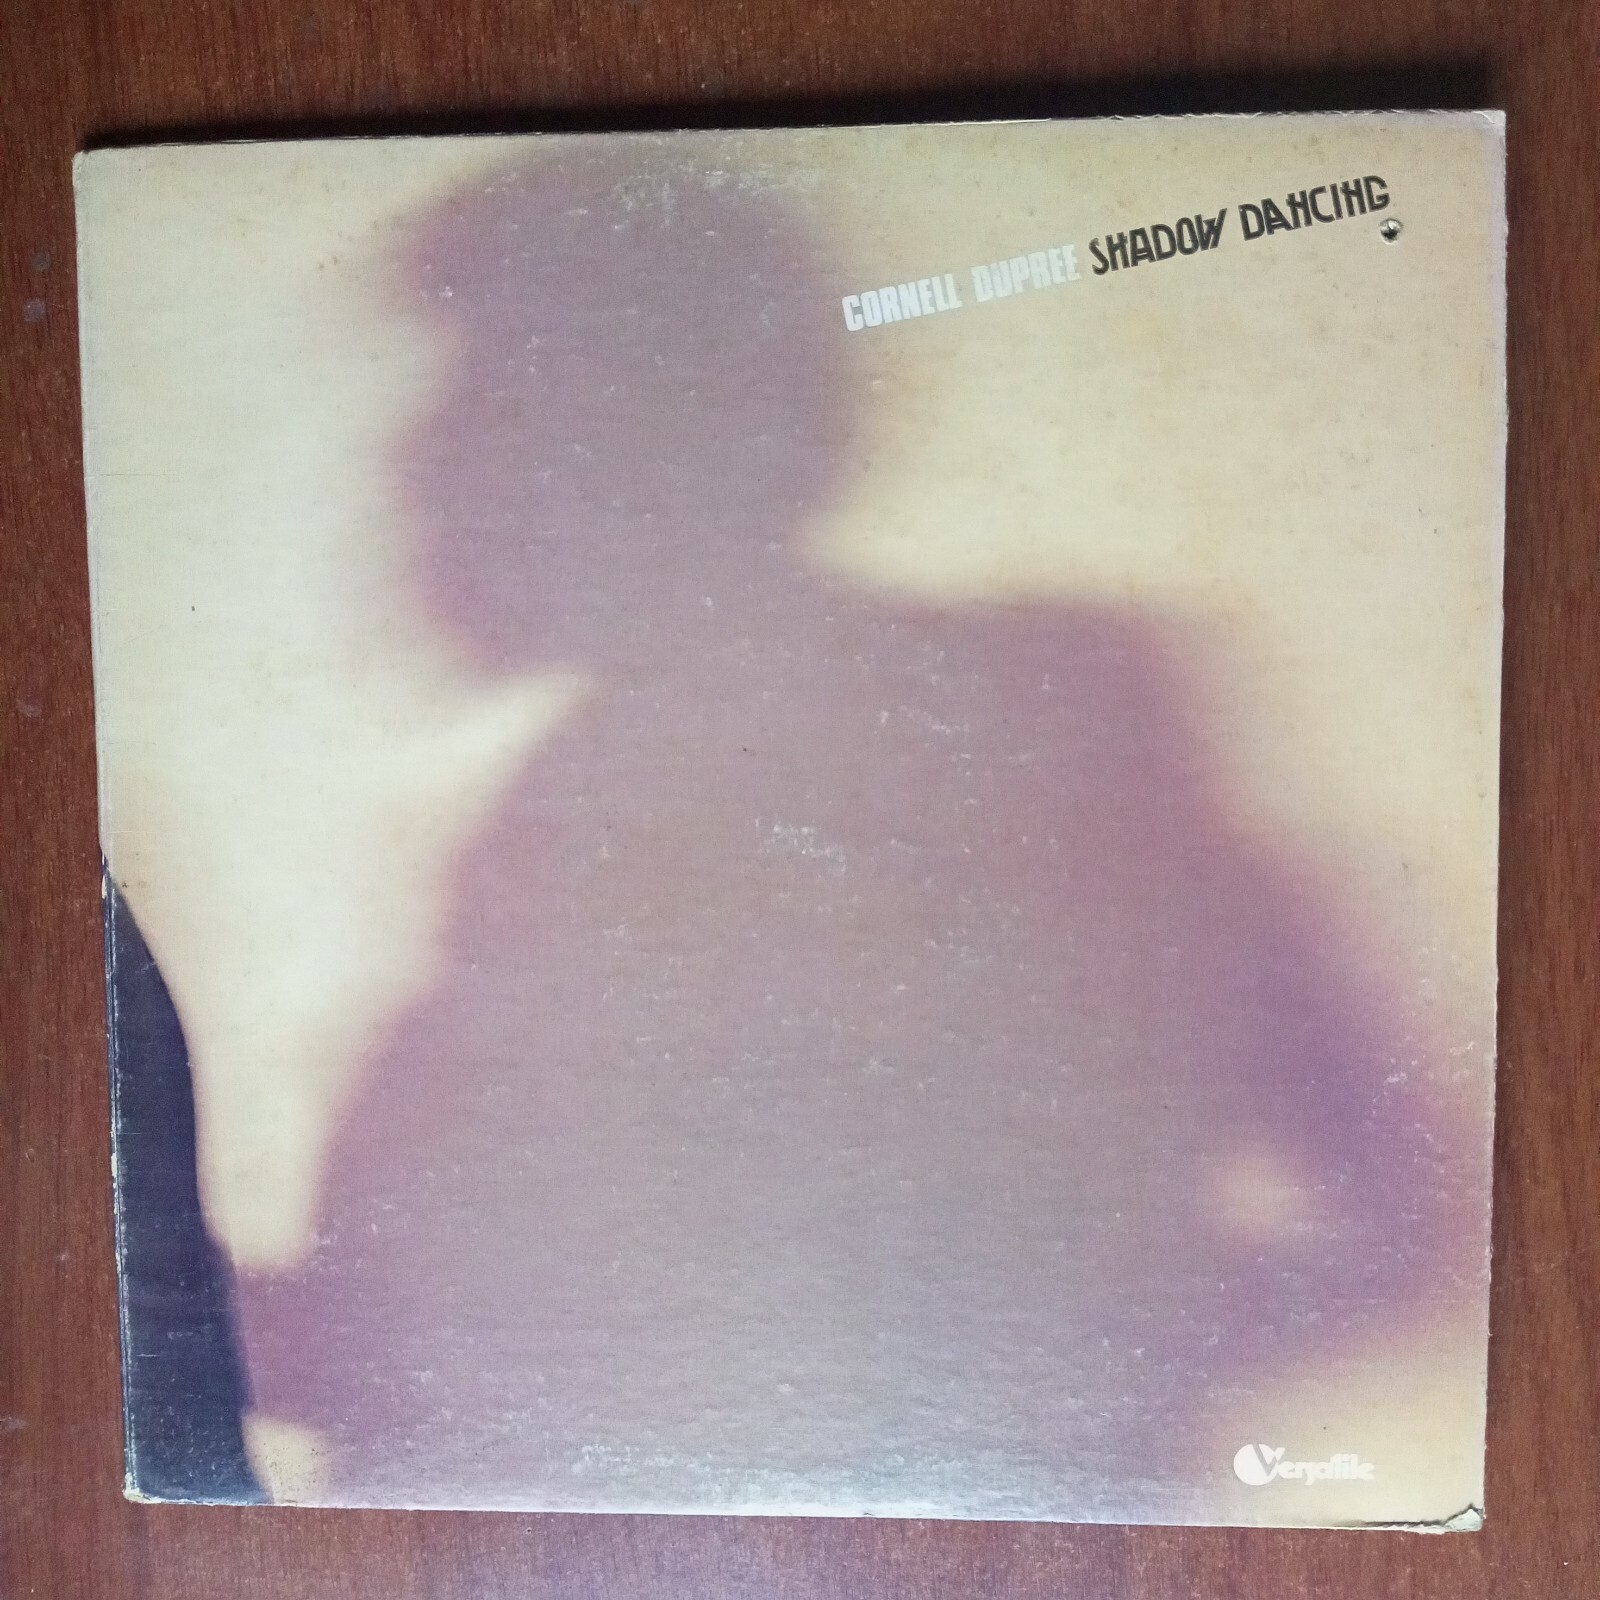 CORNELL DUPREE SHADOW DANCING
Versatile